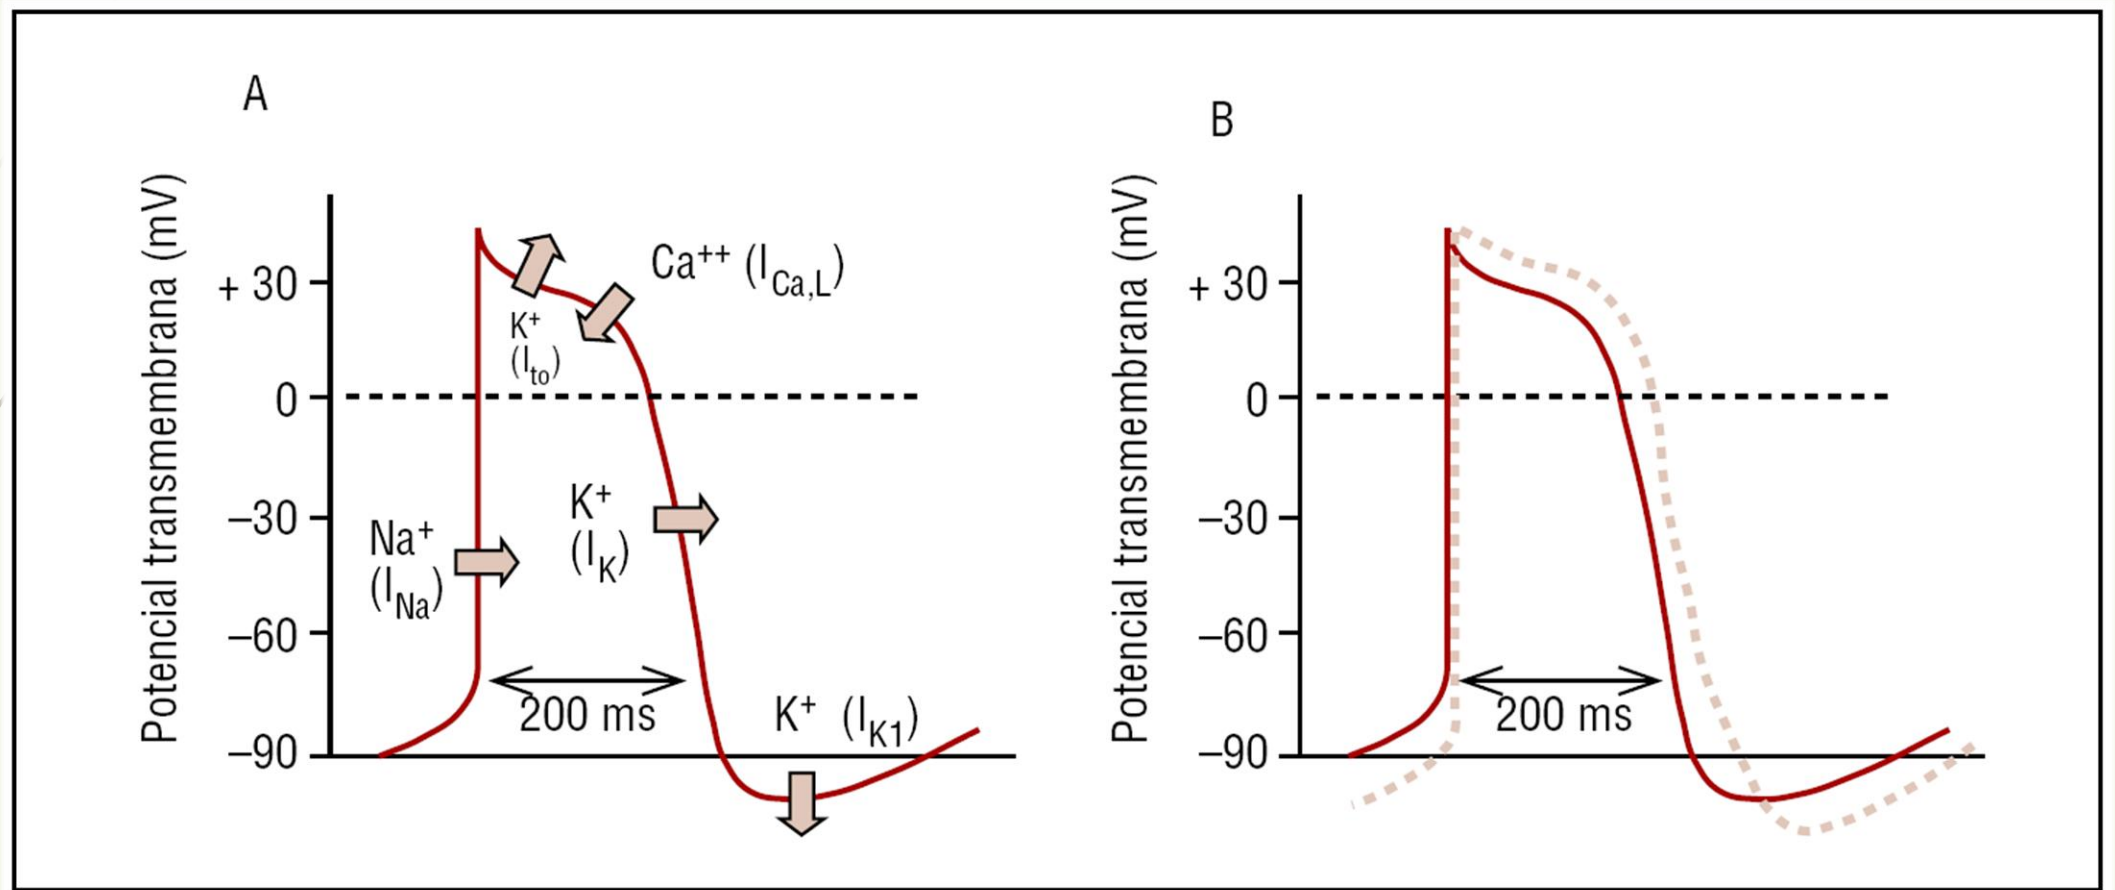 A
Potencial transmembrana (mV)
+ 30
0
–30
–60
–90
Ca++ (ICa,L)
K+
(Ito)
Na+
(INa)
K+
(IK)
200 ms
K+ (IK1)
B
Potencial transmembrana (mV)
+ 30
0
–30
–60
–90
200 ms